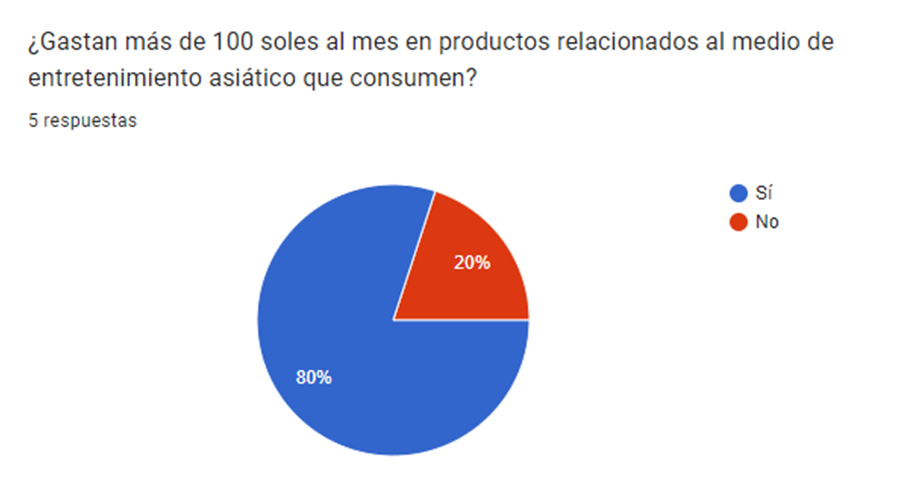 ¿Gastan más de 100 soles al mes en productos relacionados al medio de
entretenimiento asiático que consumen?
5 respuestas
Sí
No
20%
80%